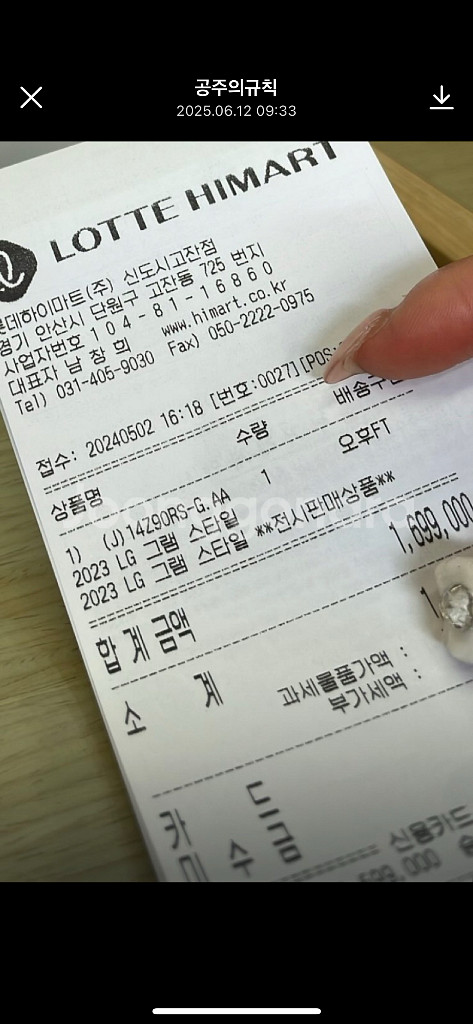 공주의규칙
2025.06.12 09:33
LOTTE HIMART
롯데하이마트(주) 신도시고잔점
경기 안산시 단원구 고잔동 725 번지
사업자번호 104-81-16860
대표자 남 창 희 www.himart.co.kr
Tel) 031-405-9030 Fax) 050-2222-0975
접수: 20240502 16:18 [번호:0027][POS:
상품명 수량
1) (J)14Z90RS-G.AA 1 오후FT
2023 LG 그램 스타일
2023 LG 그램 스타일 **전시판매상품**
1,699,000
합 계 금액
소 계
과세물품가액 :
부가세액 :
카 드
미 수 금
신용카드